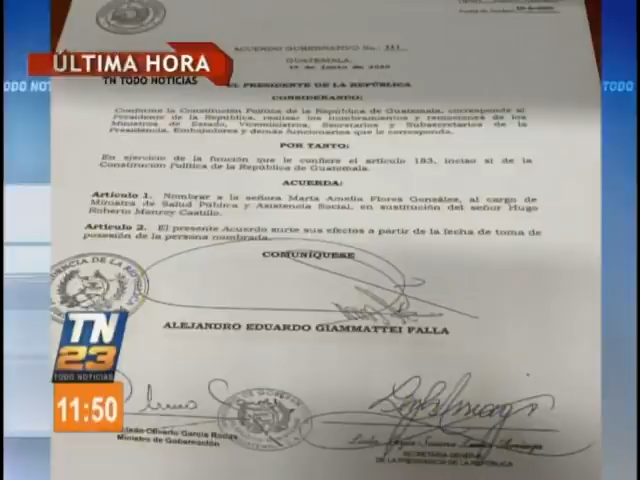 ACUERDO GUBERNATIVO No.
GUATEMALA,
ÚLTIMA HORA
TN TODO NOTICIAS
EL PRESIDENTE DE LA REPÚBLICA
CONSIDERANDO:
Conforme la Constitución Política de la República de Guatemala, corresponde al
Presidente de la República, realizar los nombramientos y remociones de los
Ministros de Estado, Viceministros, Secretarios y Subsecretarios de la
Presidencia, Embajadores y demás funcionarios que le corresponda.
POR TANTO:
En ejercicio de la función que le confiere el artículo 183, inciso s) de la
Constitución Política de la República de Guatemala.
ACUERDA:
Artículo 1. Nombrar a la señora María Amelia Flores González, al cargo de
Ministra de Salud Pública y Asistencia Social, en sustitución del señor Hugo
Roberto Monroy Castillo.
Artículo 2. El presente Acuerdo surte sus efectos a partir de la fecha de toma de
posesión de la persona nombrada.
COMUNÍQUESE
ALEJANDRO EDUARDO GIAMMATTEI FALLA
TN
23
TODO NOTICIAS
11:50
Oliverio García Rodas
Ministro de Gobernación
SECRETARIA GENERAL
DE LA PRESIDENCIA DE LA REPÚBLICA